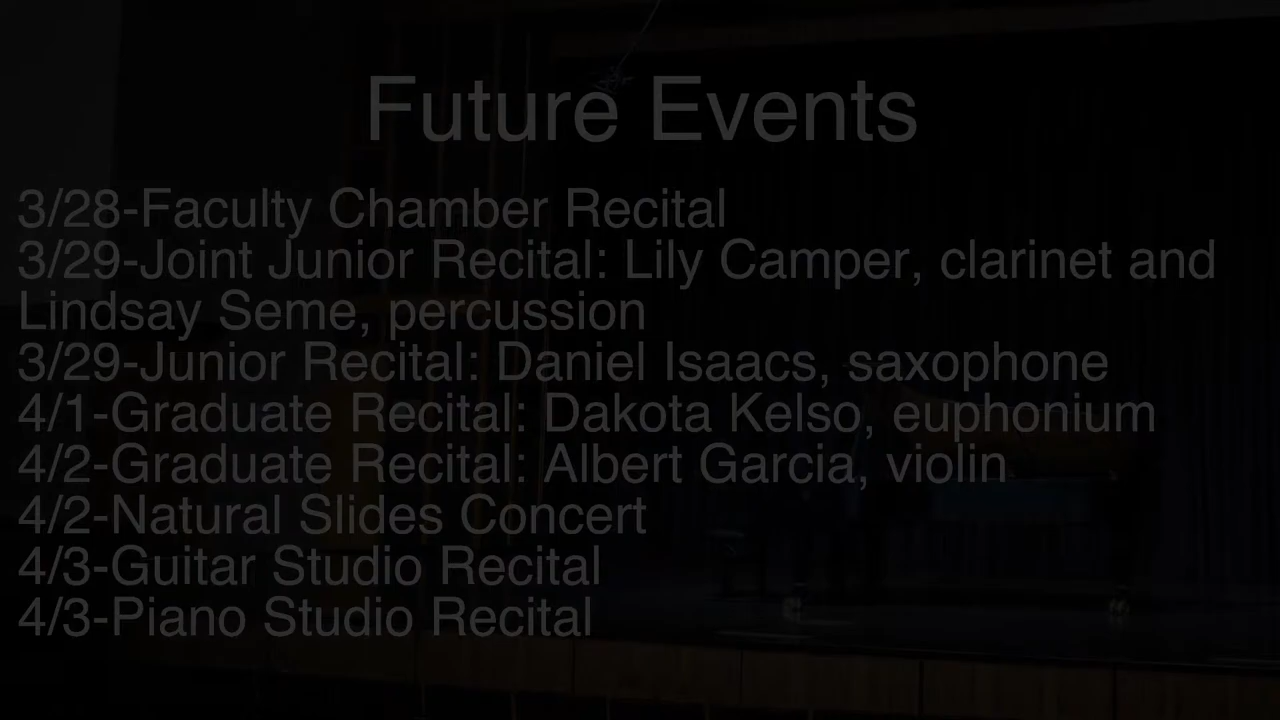 Future Events
3/28-Faculty Chamber Recital
3/29-Joint Junior Recital: Lily Camper, clarinet and
Lindsay Seme, percussion
3/29-Junior Recital: Daniel Isaacs, saxophone
4/1-Graduate Recital: Dakota Kelso, euphonium
4/2-Graduate Recital: Albert Garcia, violin
4/2-Natural Slides Concert
4/3-Guitar Studio Recital
4/3-Piano Studio Recital